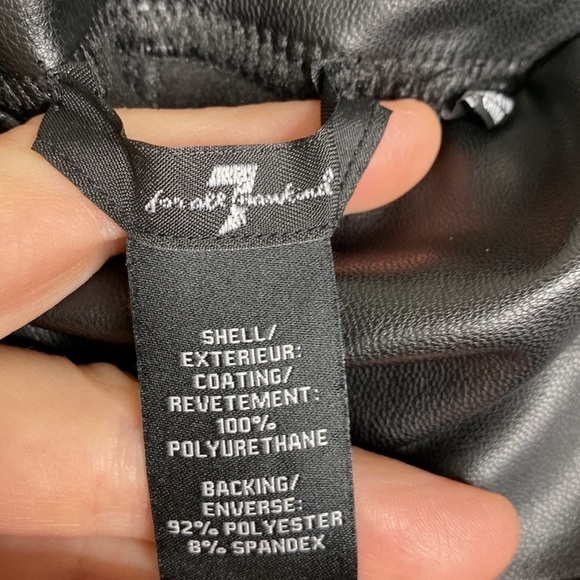 7
for all mankind
SHELL/
EXTERIEUR:
COATING/
REVETEMENT:
100%
POLYURETHANE
BACKING/
ENVERSE:
92% POLYESTER
8% SPANDEX